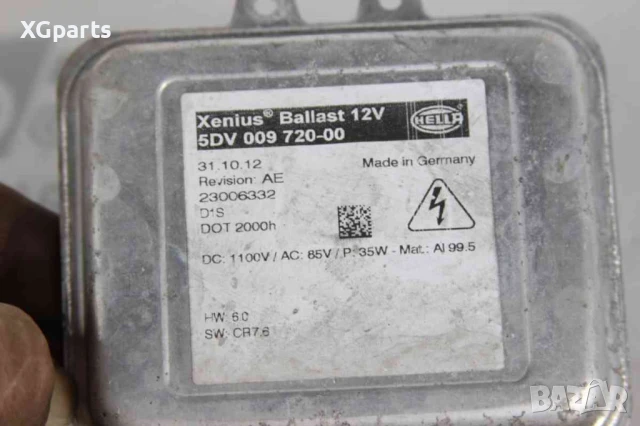 XGparts
Xenius® Ballast 12V
5DV 009 720-00
HELLA
31.10.12
Made in Germany
Revision: AE
23006332
D1S
DOT 2000h
DC: 1100V / AC: 85V / P: 35W - Mat.: Al 99.5
HW: 6.0
SW: CR7.6
BAZAR